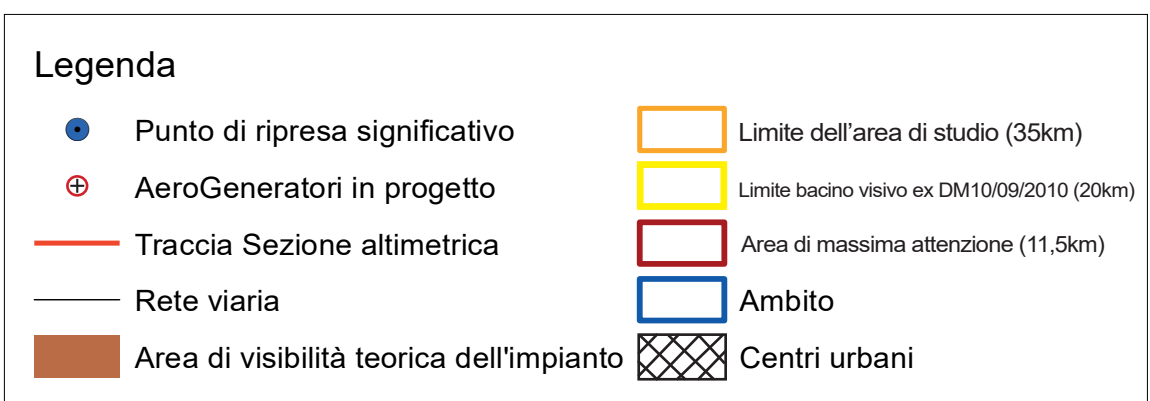 Legenda
Punto di ripresa significativo
AeroGeneratori in progetto
Traccia Sezione altimetrica
Rete viaria
Area di visibilità teorica dell'impianto
Limite dell’area di studio (35km)
Limite bacino visivo ex DM10/09/2010 (20km)
Area di massima attenzione (11,5km)
Ambito
Centri urbani